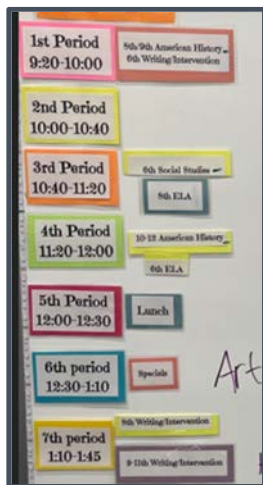 1st Period
9:20-10:00
8th/9th American History
6th Writing/Intervention
2nd Period
10:00-10:40
3rd Period
10:40-11:20
6th Social Studies
8th ELA
4th Period
11:20-12:00
10-12 American History
6th ELA
5th Period
12:00-12:30
Lunch
6th period
12:30-1:10
Specials
Art
7th period
1:10-1:45
8th Writing/Intervention
9-11th Writing/Intervention